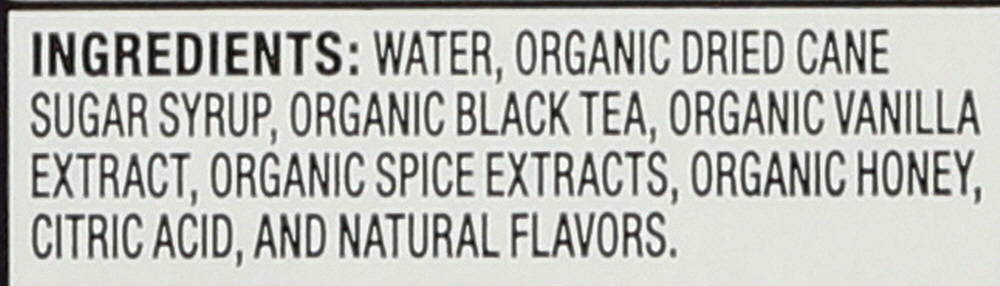 INGREDIENTS: WATER, ORGANIC DRIED CANE
SUGAR SYRUP, ORGANIC BLACK TEA, ORGANIC VANILLA
EXTRACT, ORGANIC SPICE EXTRACTS, ORGANIC HONEY,
CITRIC ACID, AND NATURAL FLAVORS.